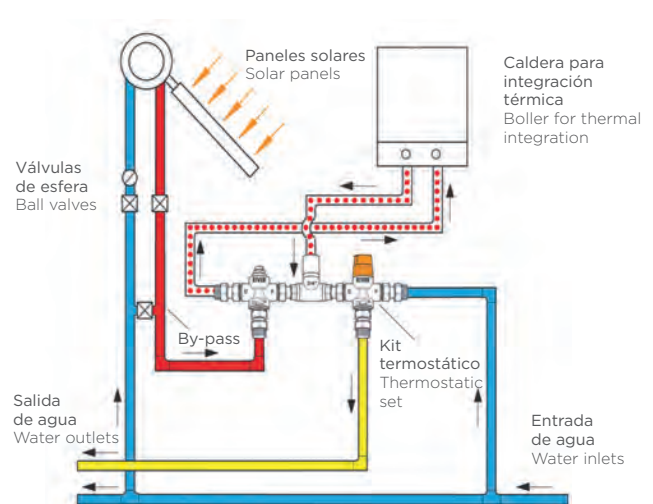 Paneles solares
Solar panels
Caldera para
integración
térmica
Boller for thermal
integration
Válvulas
de esfera
Ball valves
By-pass
Kit
termostático
Thermostatic
set
Salida
de agua
Water outlets
Entrada
de agua
Water inlets